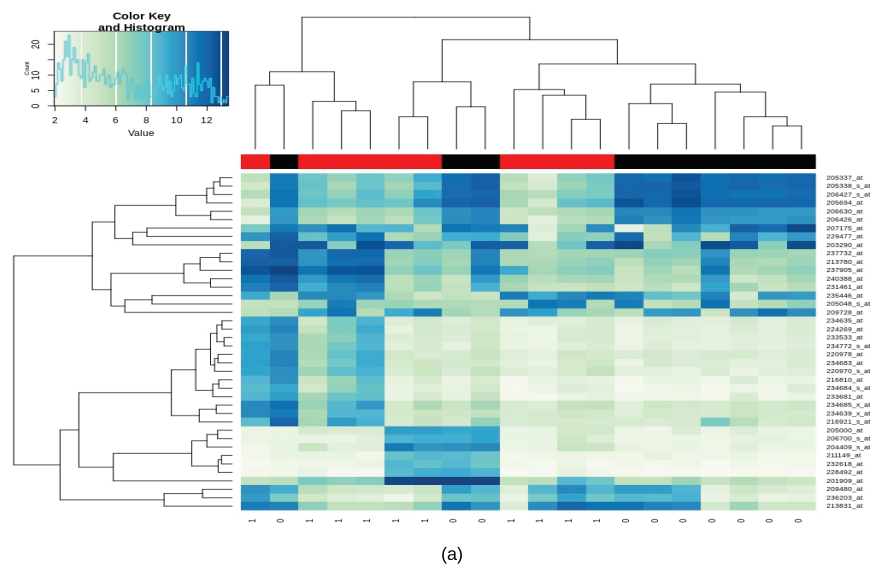 Color Key
and Histogram
Count
0 5 10 20
2 4 6 8 10 12
Value
205337_at
205338_s_at
206427_s_at
205694_at
206630_at
206426_at
207175_at
229477_at
203290_at
237732_at
213780_at
237905_at
240388_at
231461_at
235446_at
205048_s_at
209728_at
234635_at
224269_at
233533_at
234772_s_at
220978_at
234683_at
220970_s_at
216810_at
234684_s_at
233681_at
234685_x_at
234639_x_at
216921_s_at
205000_at
206700_s_at
204409_s_at
211149_at
232618_at
228492_at
201909_at
209480_at
236203_at
213831_at
1 0 1 1 1 1 1 0 0 1 1 1 1 0 0 0 0 0 0 0
(a)